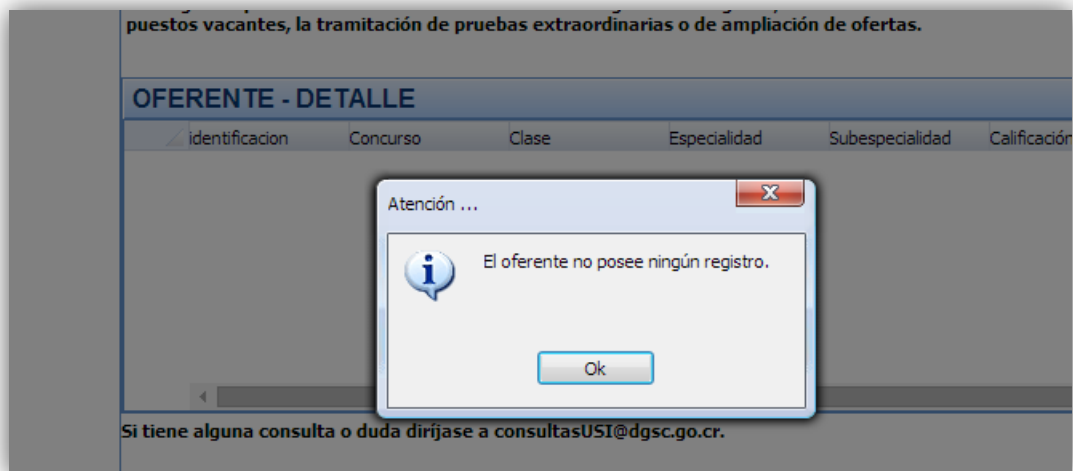 puestos vacantes, la tramitación de pruebas extraordinarias o de ampliación de ofertas.
OFERENTE - DETALLE
identificacion Concurso Clase Especialidad Subespecialidad Calificación
Atención ...
El oferente no posee ningún registro.
Ok
Si tiene alguna consulta o duda diríjase a consultasUSI@dgsc.go.cr.